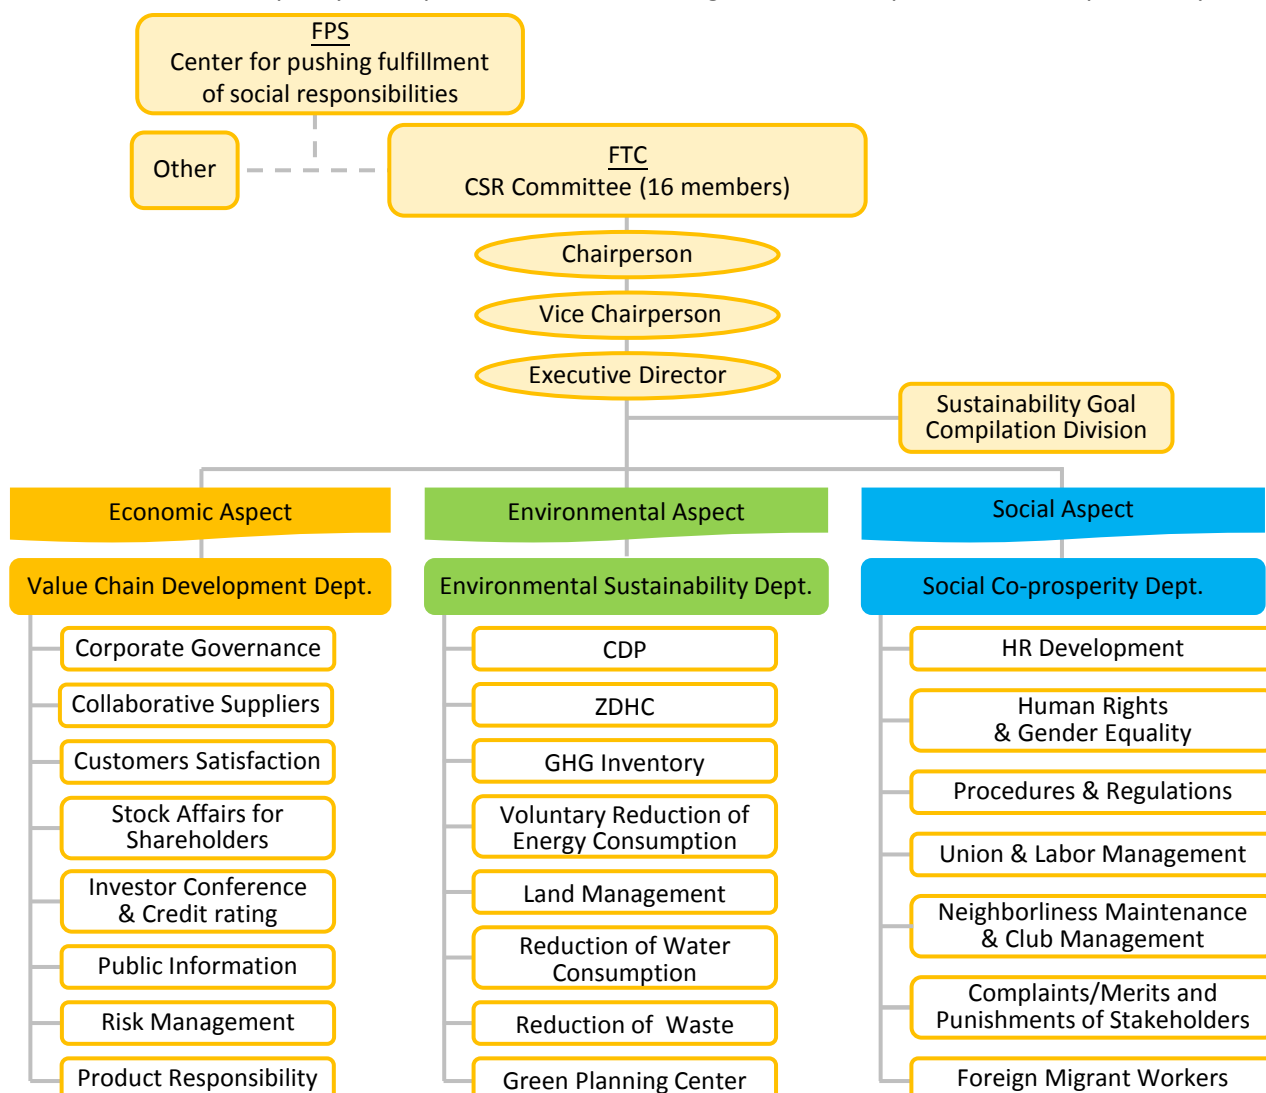 FPS
Center for pushing fulfillment
of social responsibilities
Other
FTC
CSR Committee (16 members)
Chairperson
Vice Chairperson
Executive Director
Sustainability Goal
Compilation Division
Economic Aspect
Environmental Aspect
Social Aspect
Value Chain Development Dept.
Environmental Sustainability Dept.
Social Co-prosperity Dept.
Corporate Governance
Collaborative Suppliers
Customers Satisfaction
Stock Affairs for
Shareholders
Investor Conference
& Credit rating
Public Information
Risk Management
Product Responsibility
CDP
ZDHC
GHG Inventory
Voluntary Reduction of
Energy Consumption
Land Management
Reduction of Water
Consumption
Reduction of  Waste
Green Planning Center
HR Development
Human Rights
& Gender Equality
Procedures & Regulations
Union & Labor Management
Neighborliness Maintenance
& Club Management
Complaints/Merits and
Punishments of Stakeholders
Foreign Migrant Workers